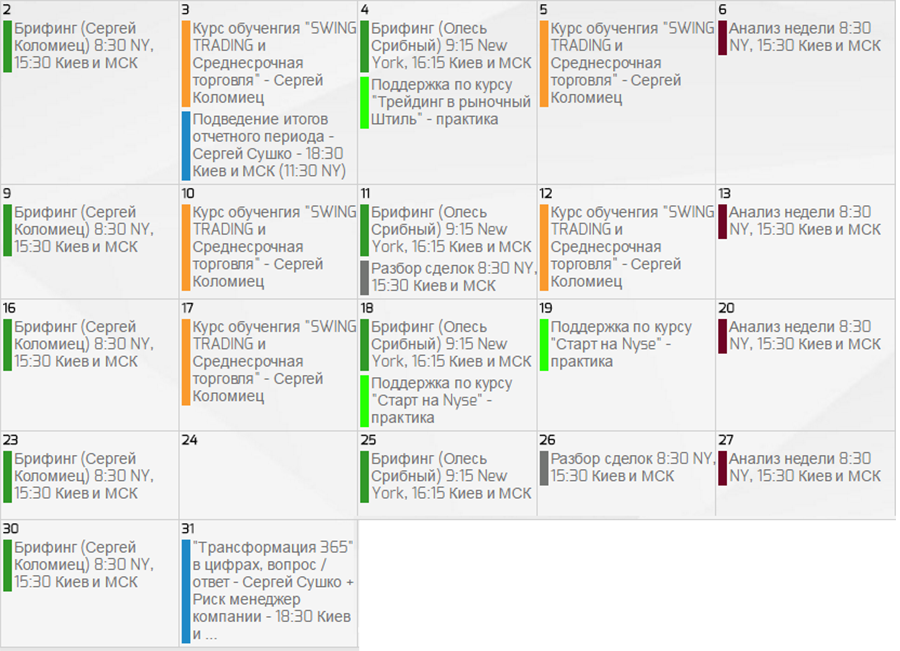 2
Брифинг (Сергей
Коломиец) 8:30 NY,
15:30 Киев и МСК
3
Курс обученгия "SWING
TRADING и
Среднесрочная
торговля" - Сергей
Коломиец
Подведение итогов
отчетного периода -
Сергей Сушко - 18:30
Киев и МСК (11:30 NY)
4
Брифинг (Олесь
Срибный) 9:15 New
York, 16:15 Киев и МСК
Поддержка по курсу
"Трейдинг в рыночный
Штиль" - практика
5
Курс обученгия "SWING
TRADING и
Среднесрочная
торговля" - Сергей
Коломиец
6
Анализ недели 8:30
NY, 15:30 Киев и МСК
9
Брифинг (Сергей
Коломиец) 8:30 NY,
15:30 Киев и МСК
10
Курс обученгия "SWING
TRADING и
Среднесрочная
торговля" - Сергей
Коломиец
11
Брифинг (Олесь
Срибный) 9:15 New
York, 16:15 Киев и МСК
Разбор сделок 8:30 NY,
15:30 Киев и МСК
12
Курс обученгия "SWING
TRADING и
Среднесрочная
торговля" - Сергей
Коломиец
13
Анализ недели 8:30
NY, 15:30 Киев и МСК
16
Брифинг (Сергей
Коломиец) 8:30 NY,
15:30 Киев и МСК
17
Курс обученгия "SWING
TRADING и
Среднесрочная
торговля" - Сергей
Коломиец
18
Брифинг (Олесь
Срибный) 9:15 New
York, 16:15 Киев и МСК
Поддержка по курсу
"Старт на Nyse" -
практика
19
Поддержка по курсу
"Старт на Nyse" -
практика
20
Анализ недели 8:30
NY, 15:30 Киев и МСК
23
Брифинг (Сергей
Коломиец) 8:30 NY,
15:30 Киев и МСК
24
25
Брифинг (Олесь
Срибный) 9:15 New
York, 16:15 Киев и МСК
26
Разбор сделок 8:30 NY,
15:30 Киев и МСК
27
Анализ недели 8:30
NY, 15:30 Киев и МСК
30
Брифинг (Сергей
Коломиец) 8:30 NY,
15:30 Киев и МСК
31
"Трансформация 365"
в цифрах, вопрос /
ответ - Сергей Сушко +
Риск менеджер
компании - 18:30 Киев
и ...